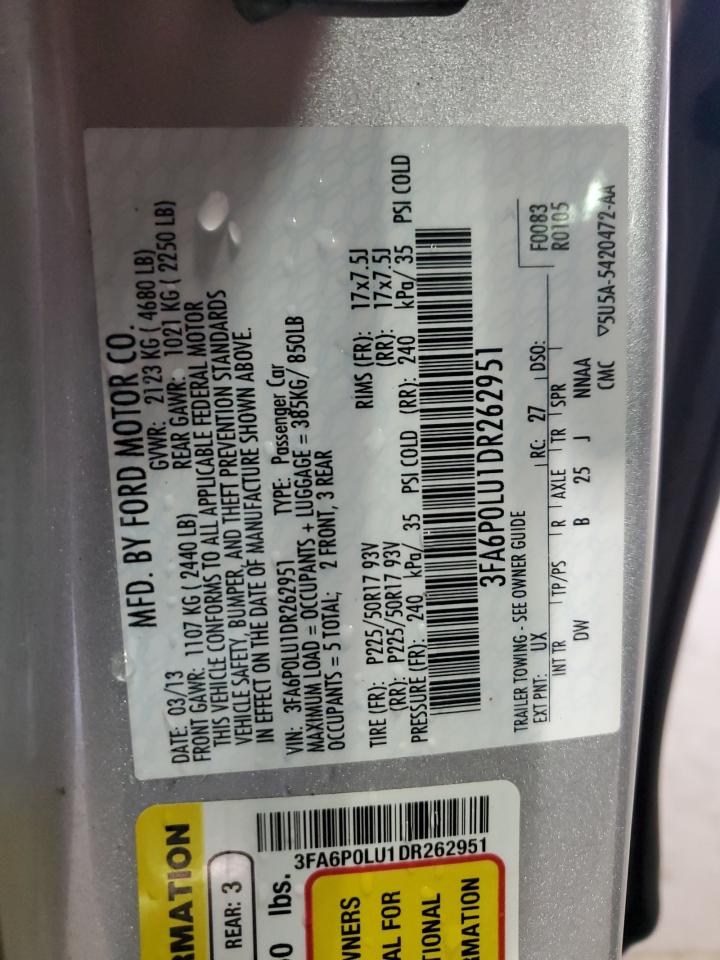 MFD. BY FORD MOTOR CO.
DATE: 03/13 GVWR: 2123 KG ( 4680 LB)
FRONT GAWR: 1107 KG ( 2440 LB) REAR GAWR: 1021 KG ( 2250 LB)
THIS VEHICLE CONFORMS TO ALL APPLICABLE FEDERAL MOTOR
VEHICLE SAFETY, BUMPER, AND THEFT PREVENTION STANDARDS
IN EFFECT ON THE DATE OF MANUFACTURE SHOWN ABOVE.
VIN: 3FA6P0LU1DR262951 TYPE: Passenger Car
MAXIMUM LOAD = OCCUPANTS + LUGGAGE = 385KG/ 850LB
OCCUPANTS = 5 TOTAL; 2 FRONT, 3 REAR
TIRE (FR): P225/50R17 93V RIMS (FR): 17x7.5J
(RR): P225/50R17 93V (RR): 17x7.5J
PRESSURE (FR): 240 kPa/ 35 PSI COLD (RR): 240 kPa/ 35 PSI COLD
3FA6P0LU1DR262951
TRAILER TOWING - SEE OWNER GUIDE F0083
EXT PNT: UX RC: 27 DSO: R0105
INT TR TP/PS R AXLE TR SPR
DW B 25 J NNAA
CMC ▽5U5A-5420472-AA
RMATION
REAR: 3
0 lbs.
3FA6P0LU1DR262951
WNERS
AL FOR
TIONAL
RMATION